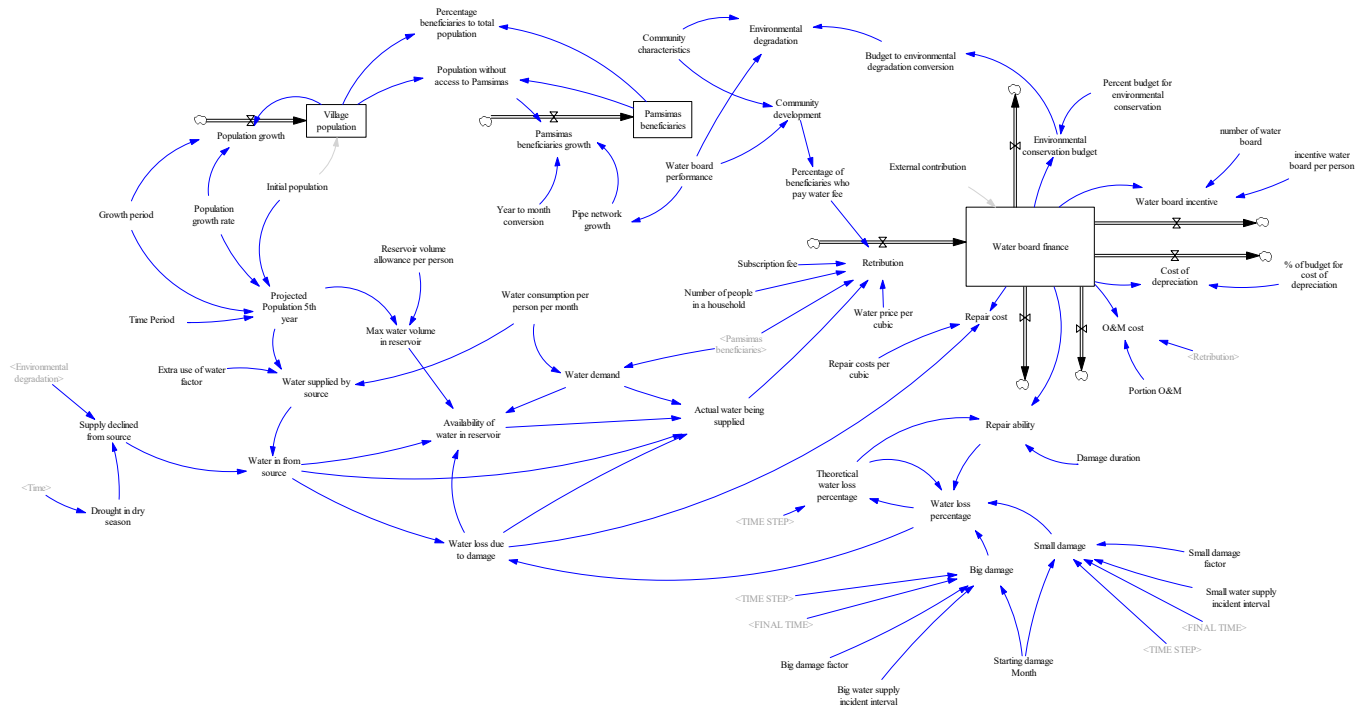 Percentage
beneficiaries to total
population
Community
characteristics
Environmental
degradation
Budget to environmental
degradation conversion
Population without
access to Pamsimas
Percent budget for
environmental
conservation
Village
population
Pamsimas
beneficiaries
Community
development
Population growth
Pamsimas
beneficiaries growth
Environmental
conservation budget
number of water
board
Water board
performance
External contribution
incentive water
board per person
Initial population
Percentage of
beneficiaries who
pay water fee
Growth period
Population
growth rate
Year to month
conversion
Pipe network
growth
Water board incentive
Reservoir volume
allowance per person
Water board finance
Subscription fee
Retribution
Cost of
depreciation
% of budget for
cost of
depreciation
Number of people
in a household
Projected
Population 5th
year
Water consumption per
person per month
Time Period
Max water volume
in reservoir
Water price per
cubic
Repair cost
O&M cost
<Pamsimas
beneficiaries>
<Retribution>
Repair costs per
cubic
<Environmental
degradation>
Extra use of water
factor
Water supplied by
source
Water demand
Portion O&M
Supply declined
from source
Availability of
water in reservoir
Actual water being
supplied
Repair ability
Water in from
source
Damage duration
<Time>
Theoretical
water loss
percentage
Drought in dry
season
Water loss
percentage
<TIME STEP>
Water loss due
to damage
Small damage
Small damage
factor
Big damage
<TIME STEP>
Small water supply
incident interval
<FINAL TIME>
<FINAL TIME>
<TIME STEP>
Big damage factor
Starting damage
Month
Big water supply
incident interval